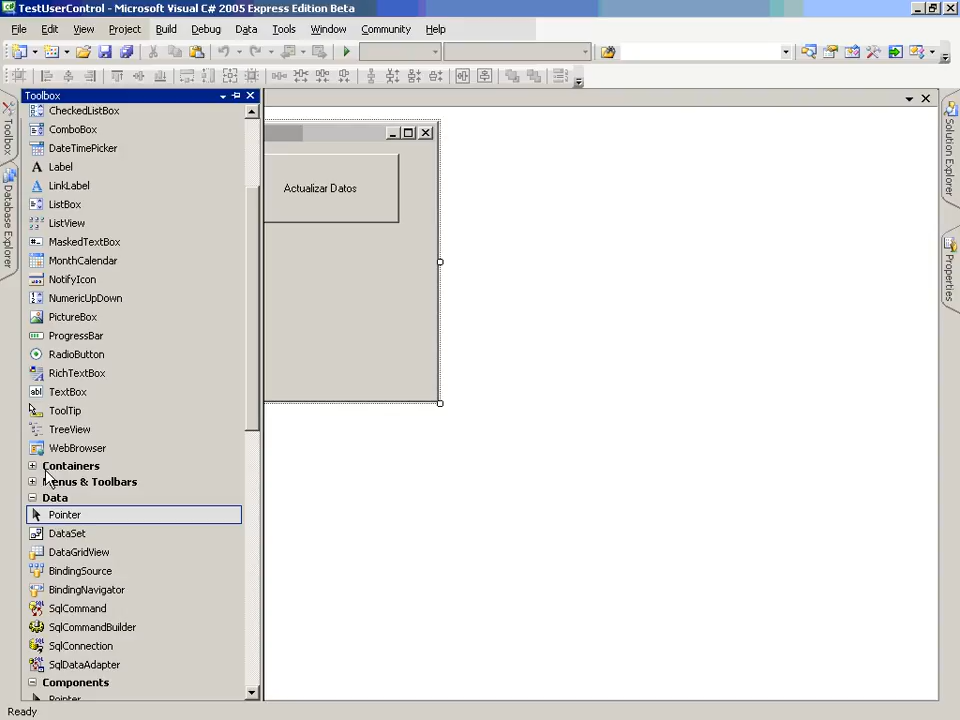 TestUserControl - Microsoft Visual C# 2005 Express Edition Beta
File Edit View Project Build Debug Data Tools Window Community Help
Toolbox
CheckedListBox
ComboBox
DateTimePicker
Label
LinkLabel
ListBox
ListView
MaskedTextBox
MonthCalendar
NotifyIcon
NumericUpDown
PictureBox
ProgressBar
RadioButton
RichTextBox
TextBox
ToolTip
TreeView
WebBrowser
Containers
Menus & Toolbars
Data
Pointer
DataSet
DataGridView
BindingSource
BindingNavigator
SqlCommand
SqlCommandBuilder
SqlConnection
SqlDataAdapter
Components
Pointer
Actualizar Datos
Toolbox
Database Explorer
Solution Explorer
Properties
Ready